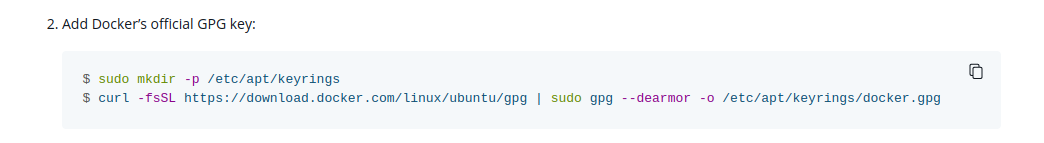 2. Add Docker’s official GPG key:
$ sudo mkdir -p /etc/apt/keyrings
$ curl -fsSL https://download.docker.com/linux/ubuntu/gpg | sudo gpg --dearmor -o /etc/apt/keyrings/docker.gpg